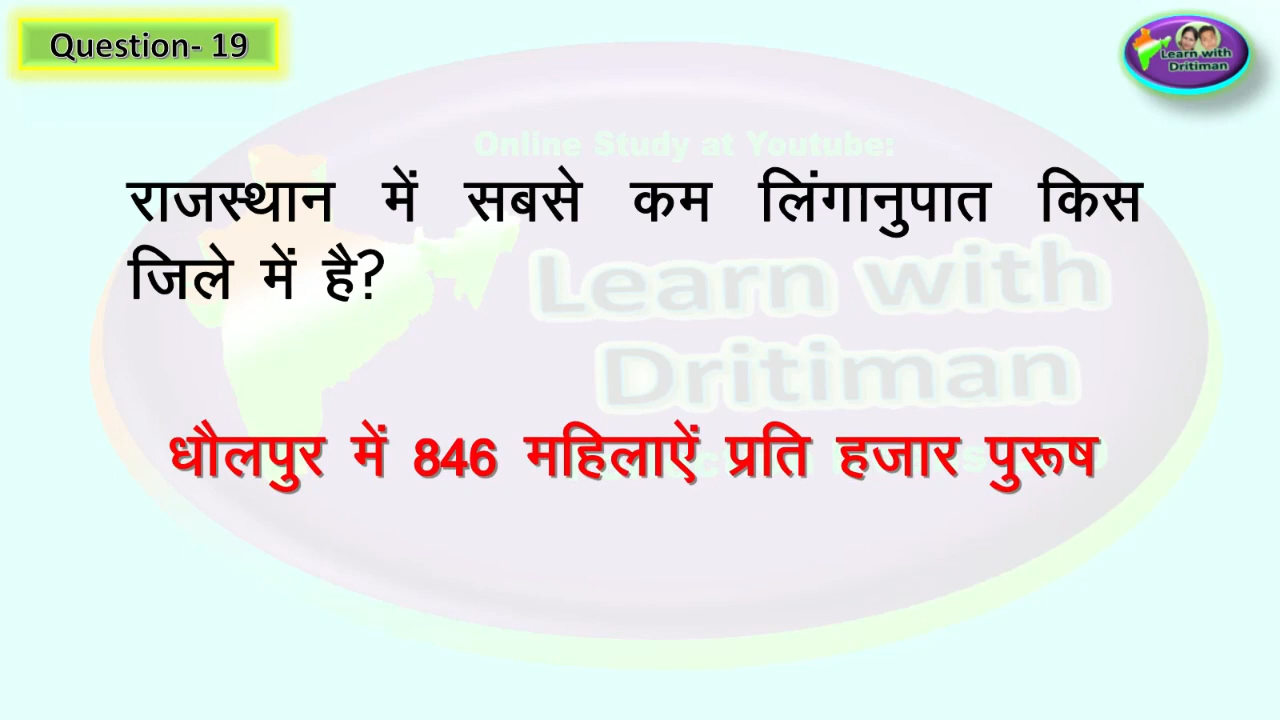 Question- 19
Learn with
Dritiman
Online Study at Youtube:
राजस्थान में सबसे कम लिंगानुपात किस
जिले में है?
Learn with
Dritiman
धौलपुर में 846 महिलाऐं प्रति हजार पुरूष